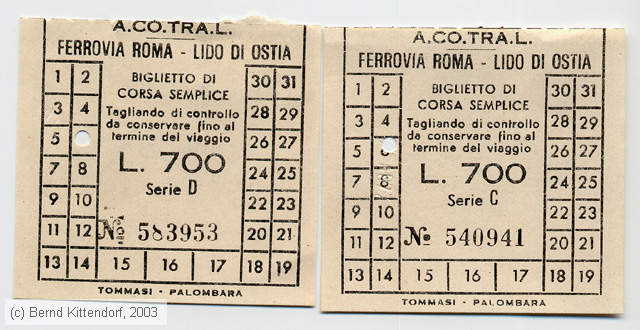 A.CO.TRA.L.
FERROVIA ROMA - LIDO DI OSTIA
1 2
BIGLIETTO DI
CORSA SEMPLICE
30 31
3 4
Tagliando di controllo
da conservare fino al
termine del viaggio
28 29
5
26 27
7 8
L. 700
24 25
Serie D
9 10
22 23
11 12
№ 583953
20 21
13 14 15 16 17 18 19
TOMMASI - PALOMBARA
A.CO.TRA.L.
FERROVIA ROMA - LIDO DI OSTIA
1 2
BIGLIETTO DI
CORSA SEMPLICE
30 31
3 4
Tagliando di controllo
da conservare fino al
termine del viaggio
28 29
5
26 27
7 8
L. 700
24 25
Serie C
9 10
22 23
11 12
№ 540941
20 21
13 14 15 16 17 18 19
TOMMASI - PALOMBARA
(c) Bernd Kittendorf, 2003